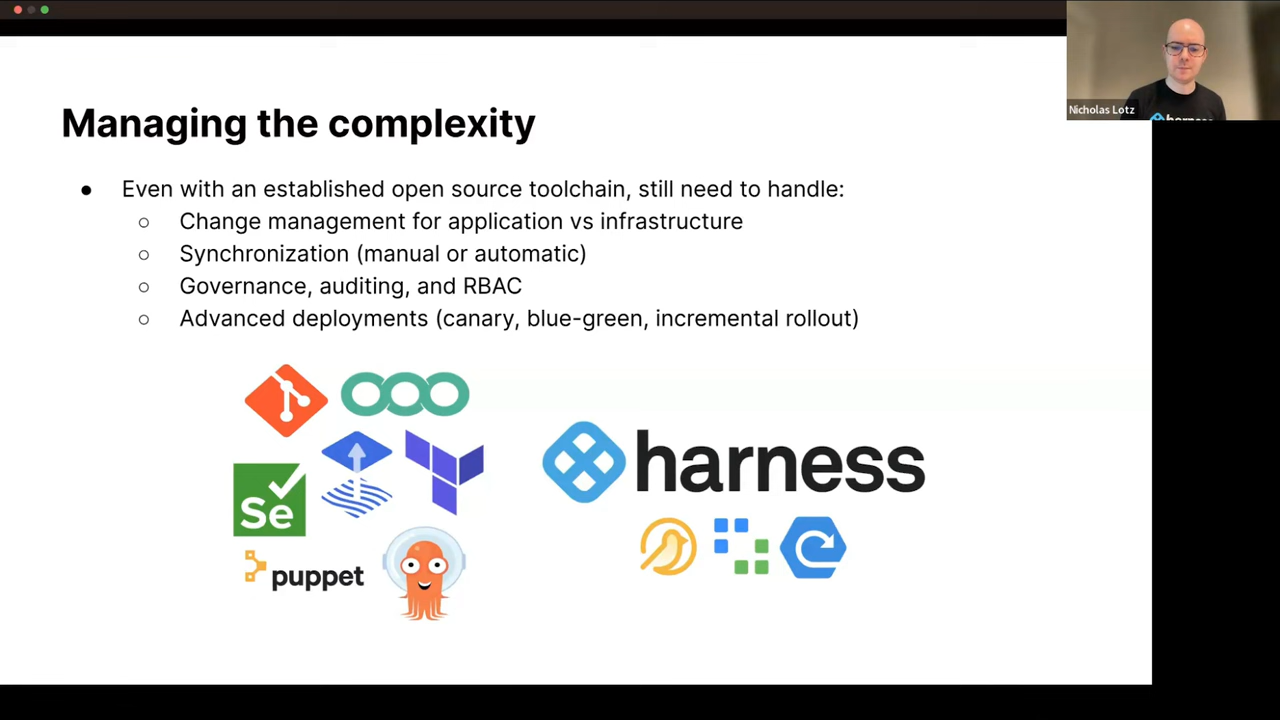 Nicholas Lotz
harness
Managing the complexity
Even with an established open source toolchain, still need to handle:
Change management for application vs infrastructure
Synchronization (manual or automatic)
Governance, auditing, and RBAC
Advanced deployments (canary, blue-green, incremental rollout)
harness
Se
puppet